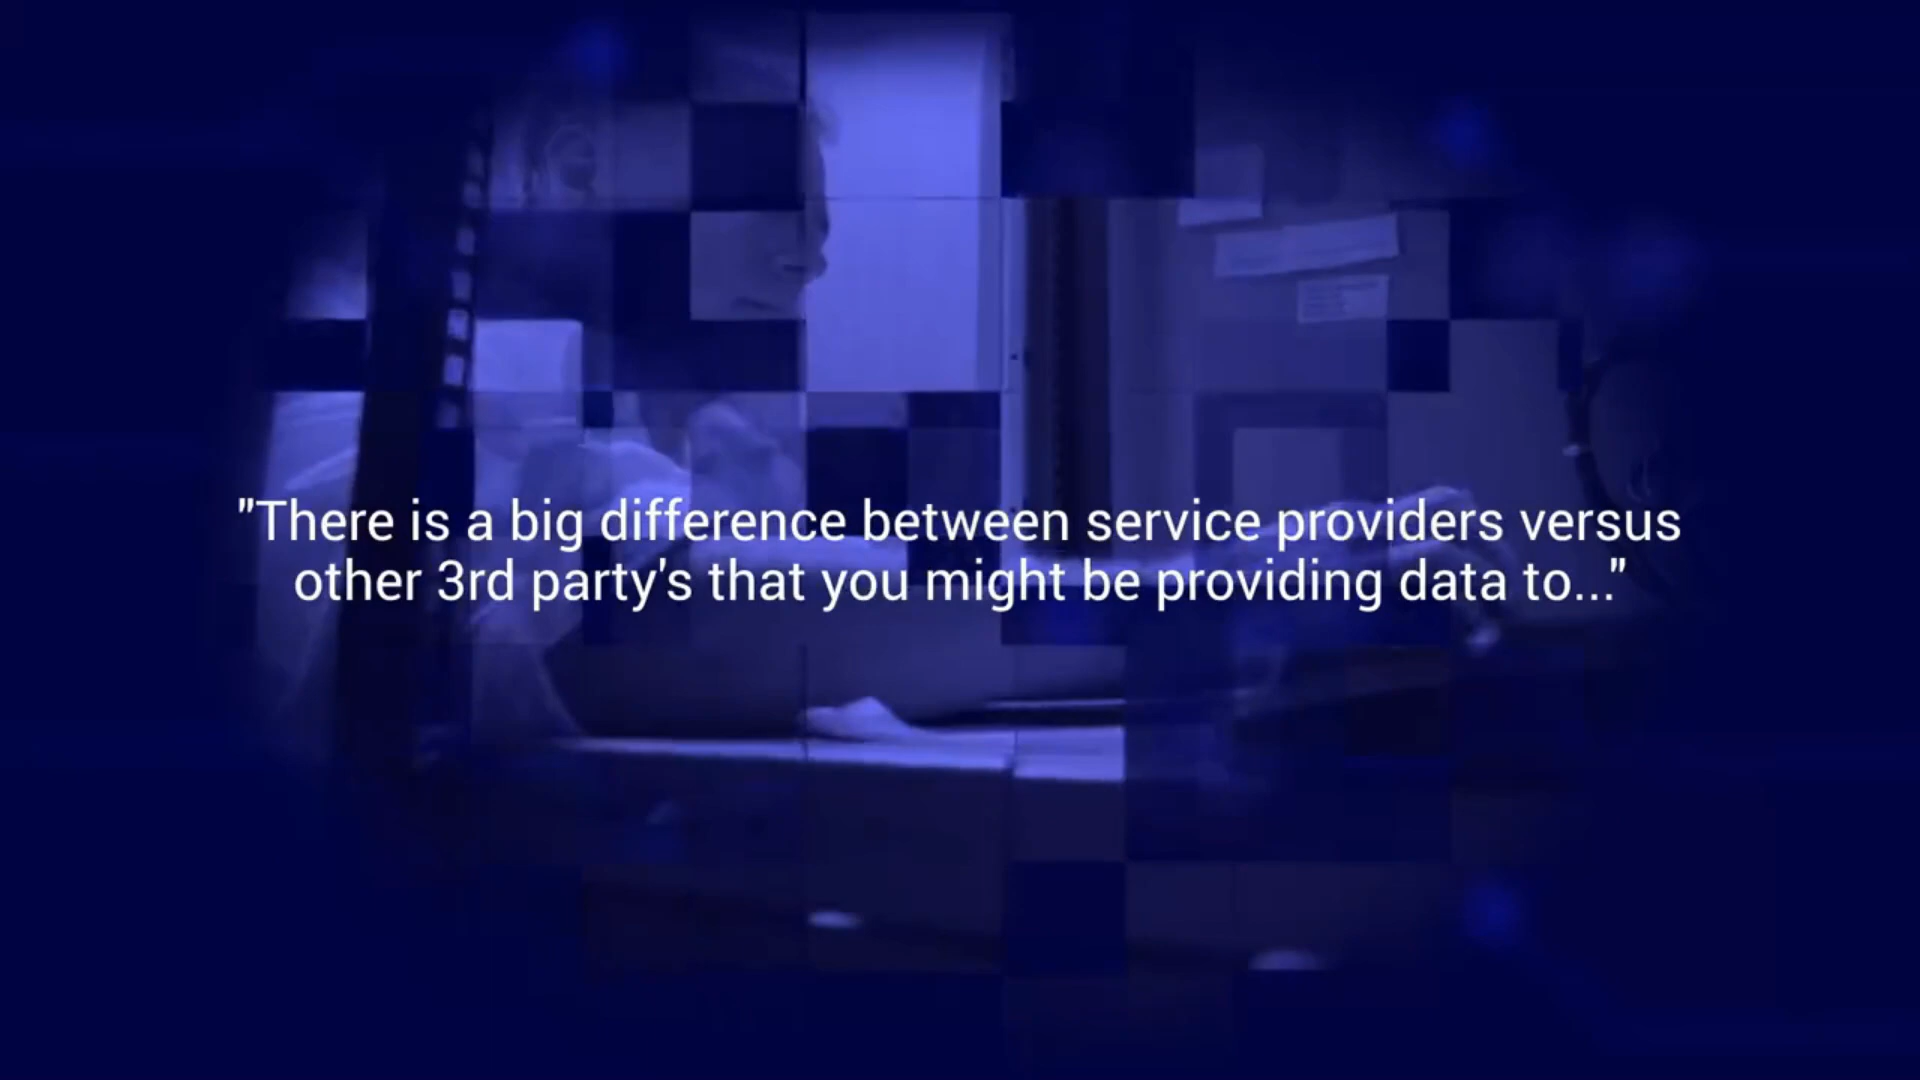 "There is a big difference between service providers versus
other 3rd party's that you might be providing data to..."